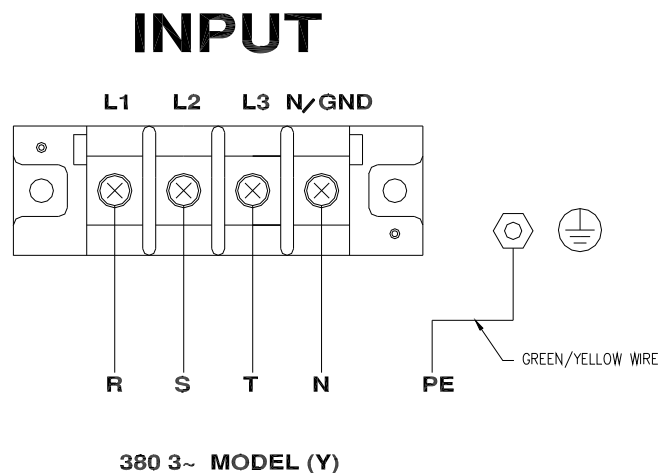 INPUT
L1 L2 L3 N/GND
GREEN/YELLOW WIRE
R S T N PE
380 3~ MODEL (Y)